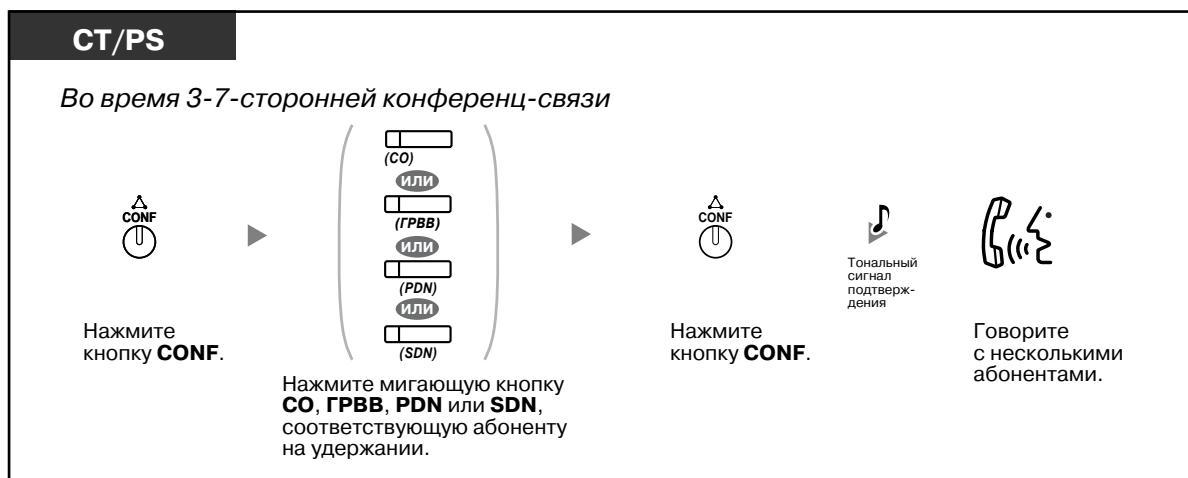 CT/PS
Во время 3-7-сторонней конференц-связи
CONF
Нажмите
кнопку CONF.
(CO)
или
(ГРВВ)
или
(PDN)
или
(SDN)
Нажмите мигающую кнопку
CO, ГРВВ, PDN или SDN,
соответствующую абоненту
на удержании.
CONF
Нажмите
кнопку CONF.
Тональный
сигнал
подтверж-
дения
Говорите
с несколькими
абонентами.